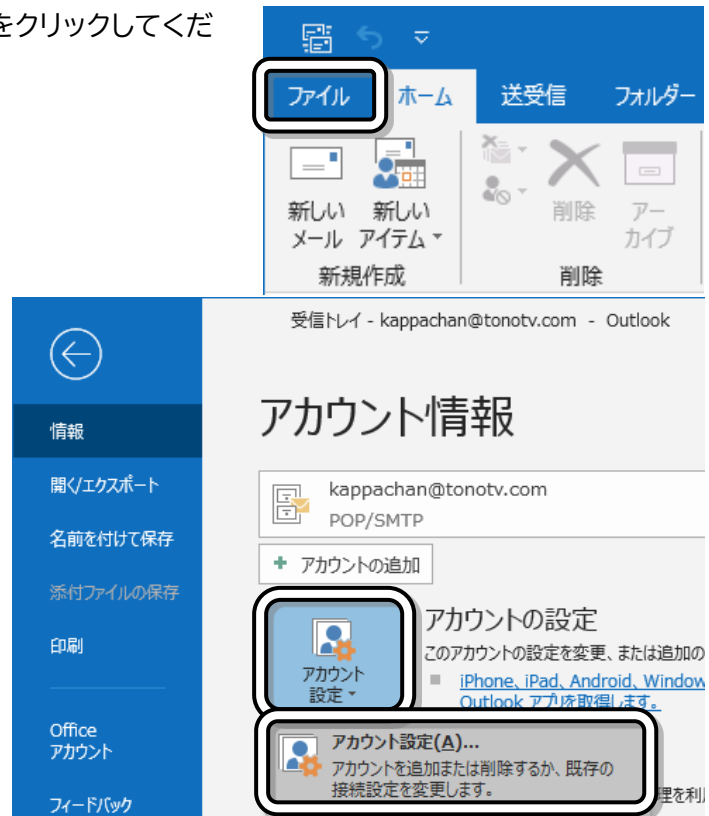 をクリックしてくだ
ファイル ホーム 送受信 フォルダー
新しい 新しい 削除 アー
メール アイテム カイブ
新規作成 削除
受信トレイ - kappachan@tonotv.com - Outlook
アカウント情報
情報
開く/エクスポート
名前を付けて保存
添付ファイルの保存
印刷
Office
アカウント
フィードバック
kappachan@tonotv.com
POP/SMTP
アカウントの追加
アカウント
設定
アカウントの設定
このアカウントの設定を変更、または追加の
iPhone、iPad、Android、Window
Outlook アプリを取得します。
アカウント設定(A)...
アカウントを追加または削除するか、既存の
接続設定を変更します。
理を利